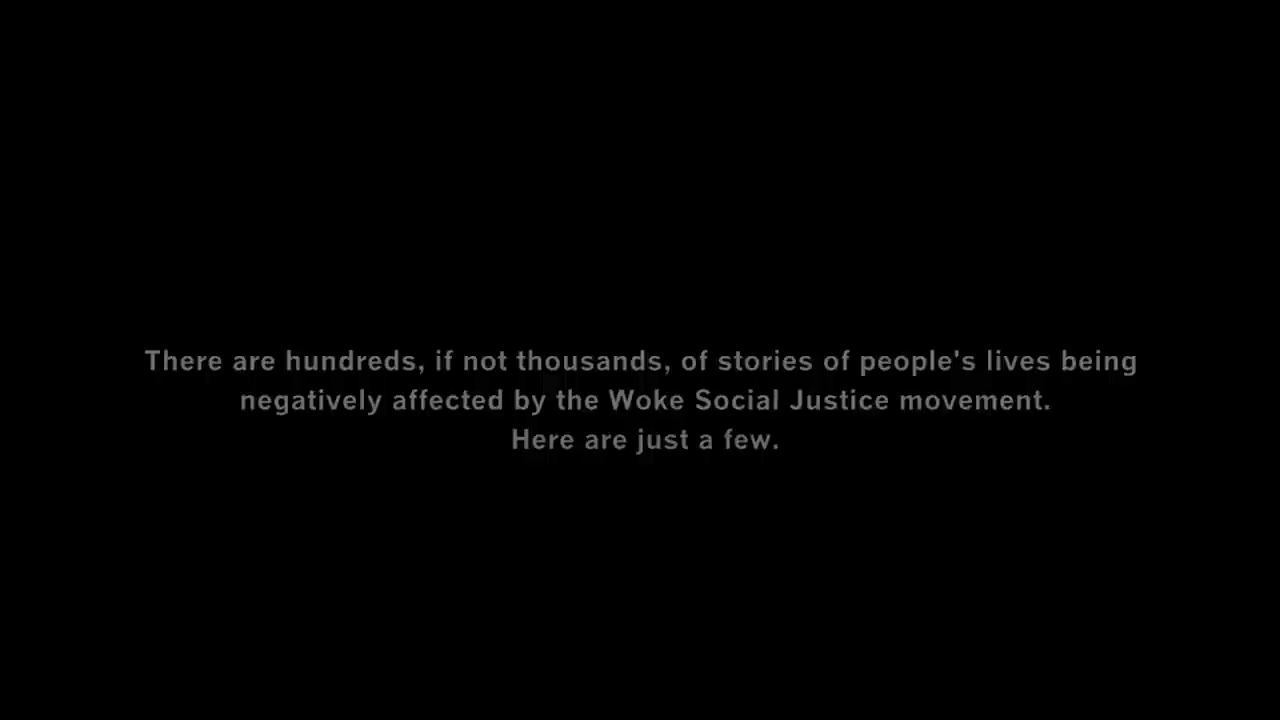 There are hundreds, if not thousands, of stories of people's lives being
negatively affected by the Woke Social Justice movement.
Here are just a few.